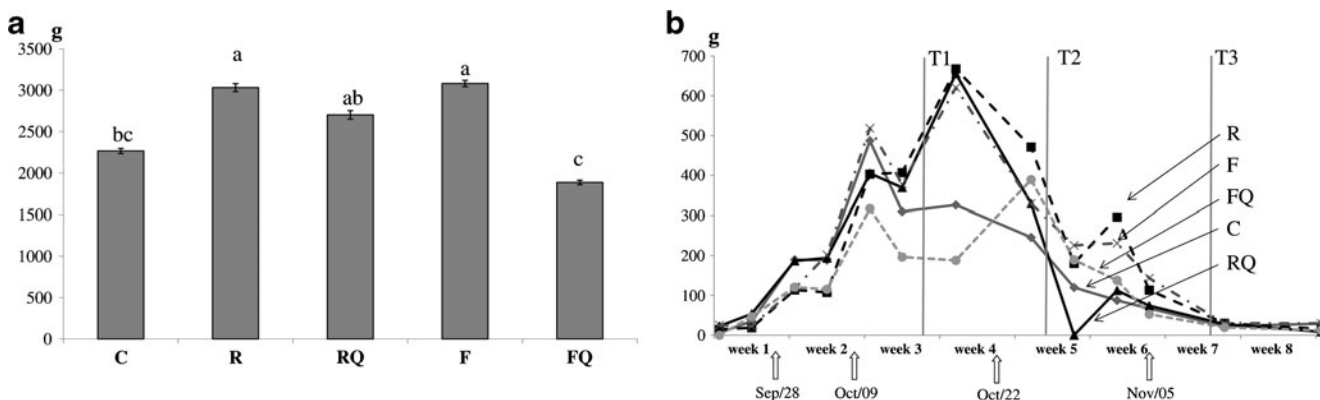 a
g
3500
3000
2500
2000
1500
1000
500
0
bc
a
ab
a
c
C R RQ F FQ
b
g
700
600
500
400
300
200
100
0
T1 T2 T3
R
F
FQ
C
RQ
week 1 week 2 week 3 week 4 week 5 week 6 week 7 week 8
Sep/28 Oct/09 Oct/22 Nov/05